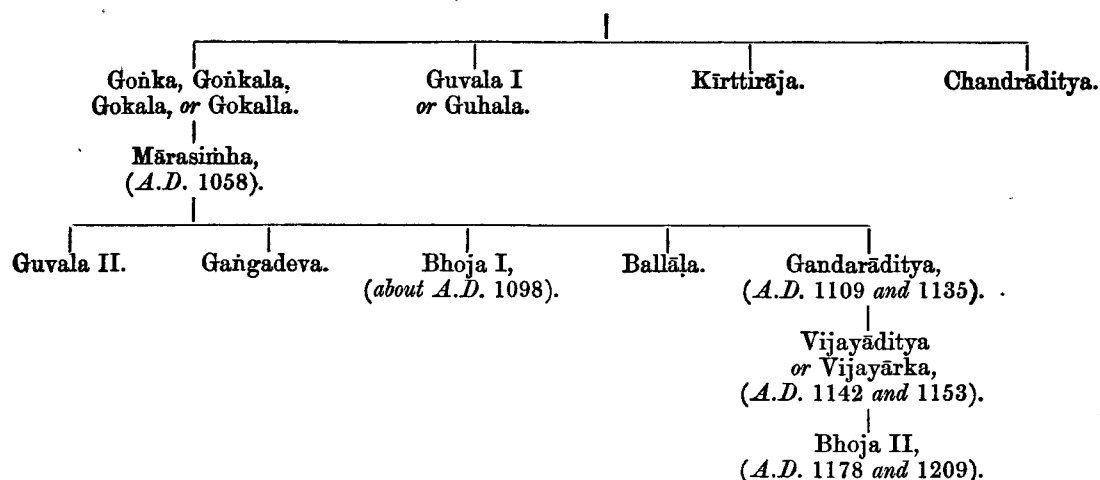 Goṅka, Goṅkala, Guvala I Kīrttirāja. Chandrāditya.
Gokala, or Gokalla. or Guhala.
Mārasiṁha,
(A.D. 1058).
Guvala II. Gaṅgadeva. Bhoja I, Ballāḷa. Gandarāditya,
(about A.D. 1098). (A.D. 1109 and 1135).
Vijayāditya
or Vijayārka,
(A.D. 1142 and 1153).
Bhoja II,
(A.D. 1178 and 1209).